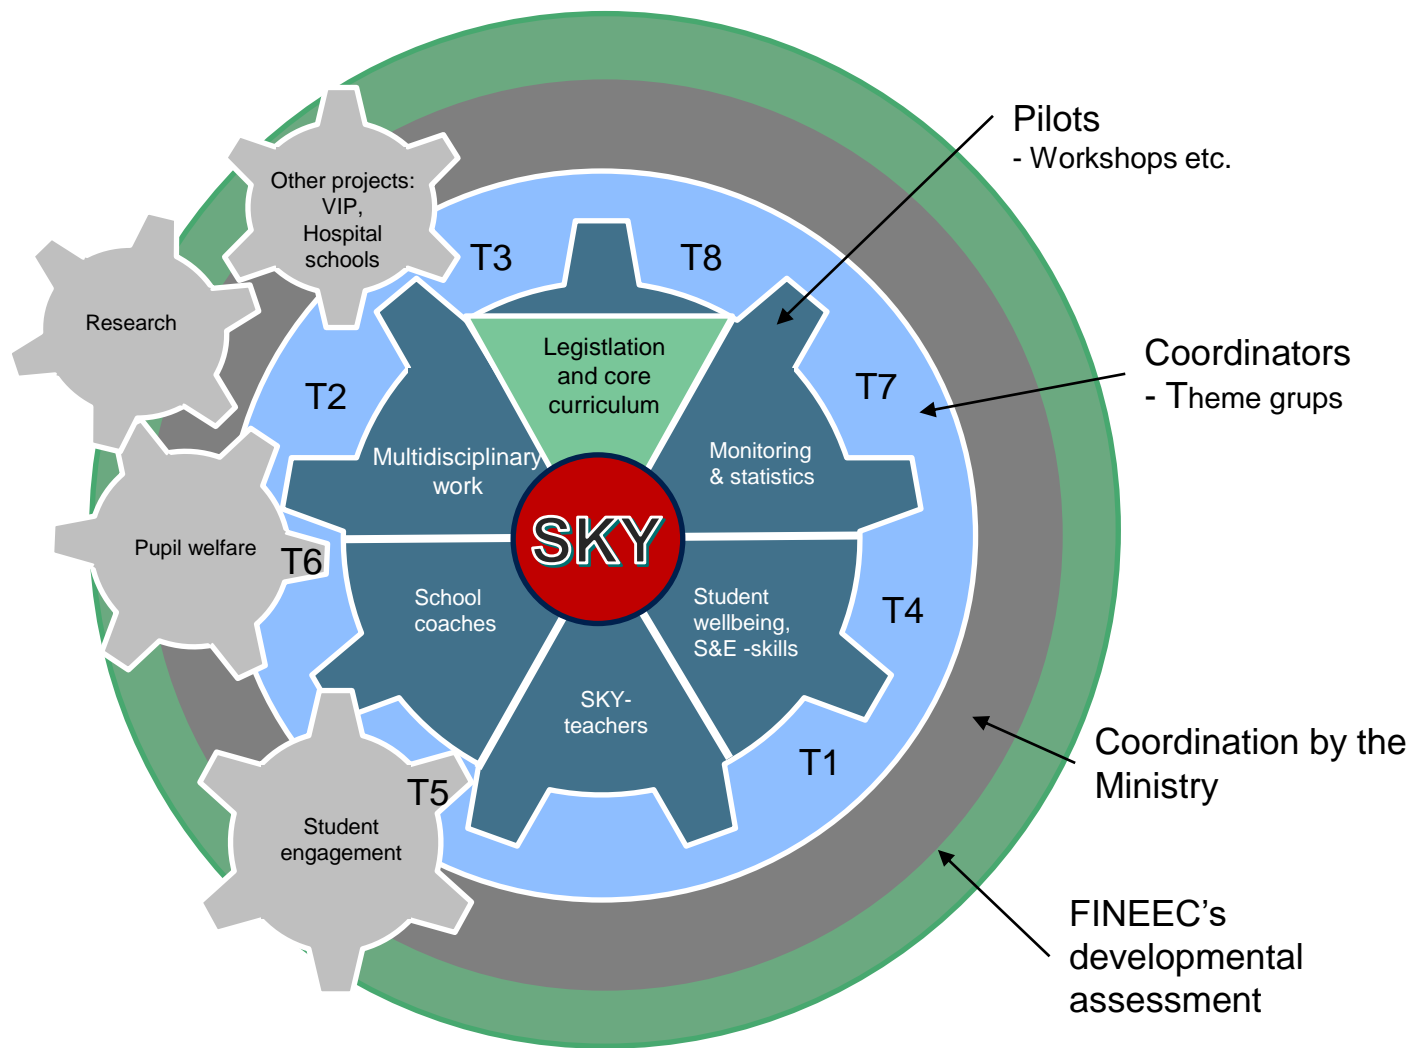 Pilots
- Workshops etc.
Other projects:
VIP,
Hospital
schools
T3
T8
Research
Legistlation
and core
curriculum
Coordinators
- Theme grups
T2
T7
Multidisciplinary
work
Monitoring
& statistics
SKY
Pupil welfare
T6
School
coaches
Student
wellbeing,
S&E -skills
T4
SKY-
teachers
Coordination by the
Ministry
T1
T5
Student
engagement
FINEEC's
developmental
assessment